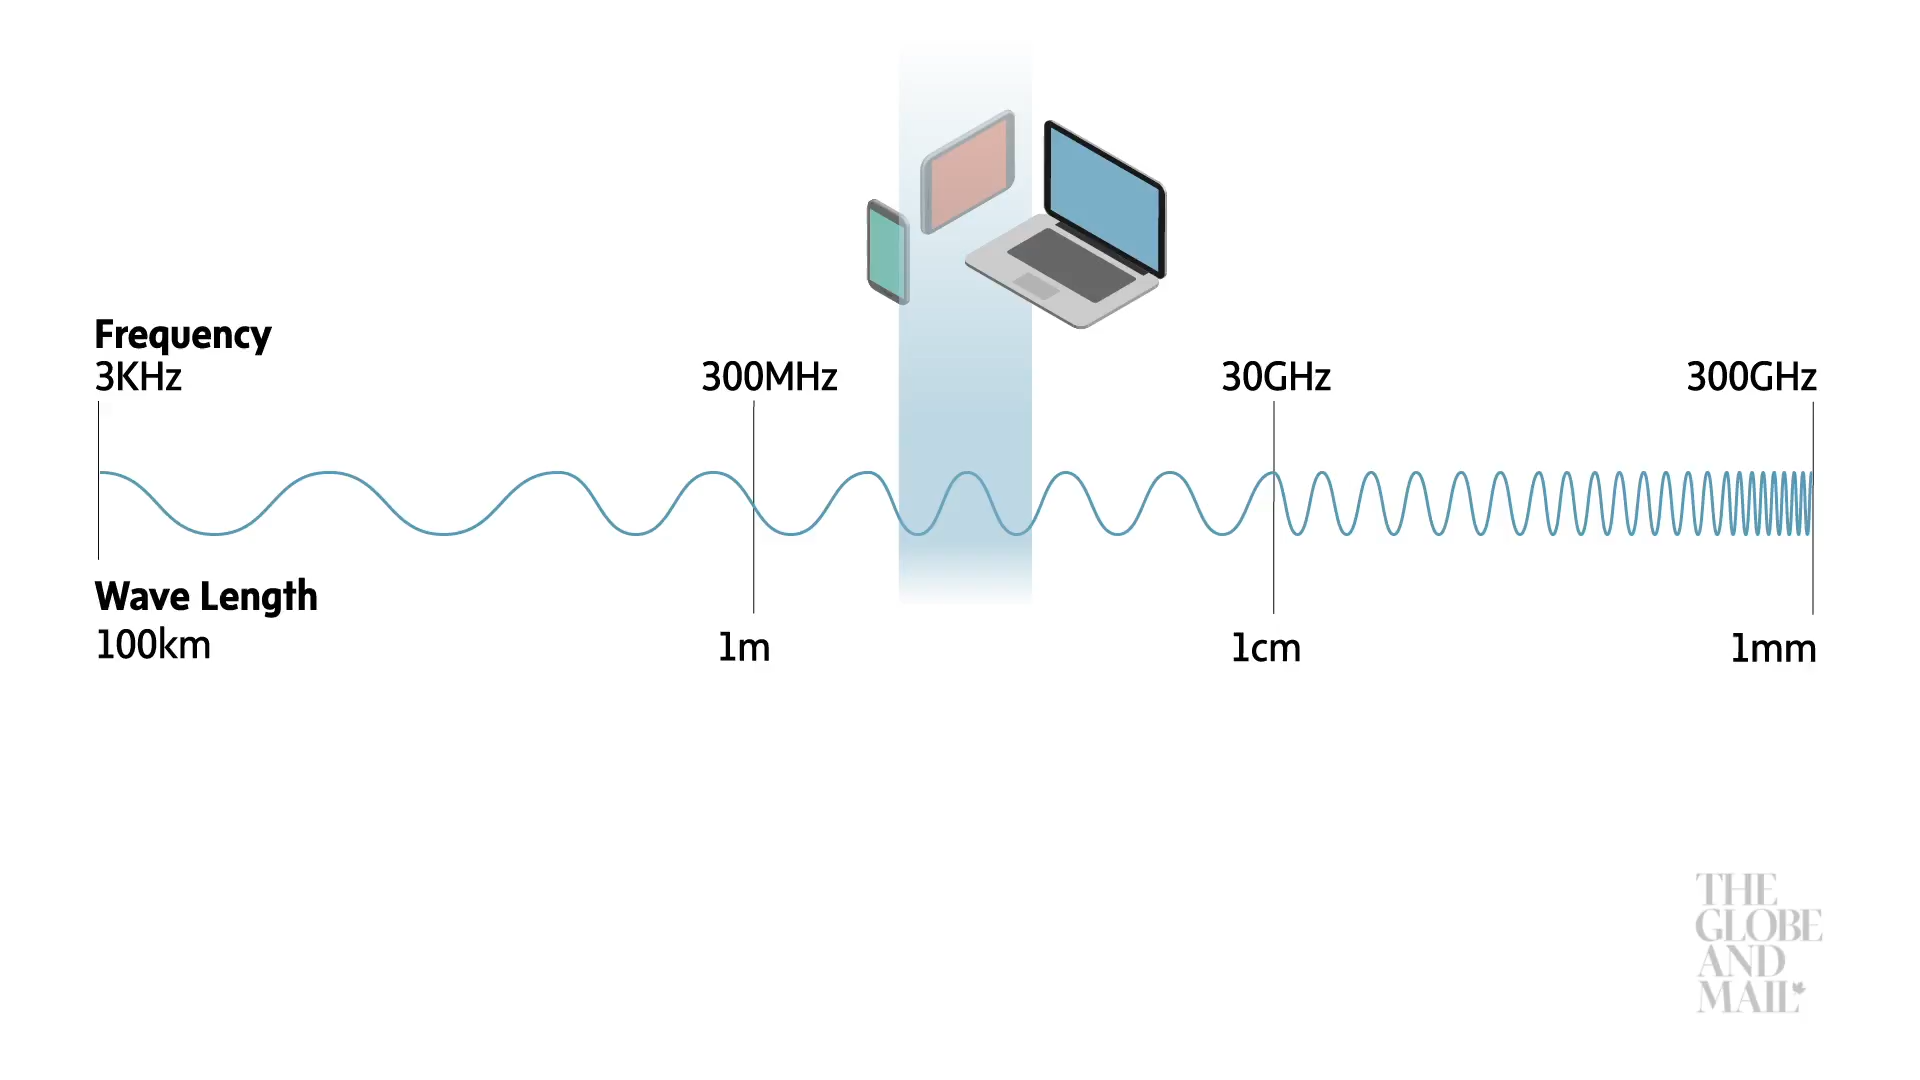 Frequency
3KHz
300MHz
30GHz
300GHz
Wave Length
100km
1m
1cm
1mm
THE
GLOBE
AND
MAIL